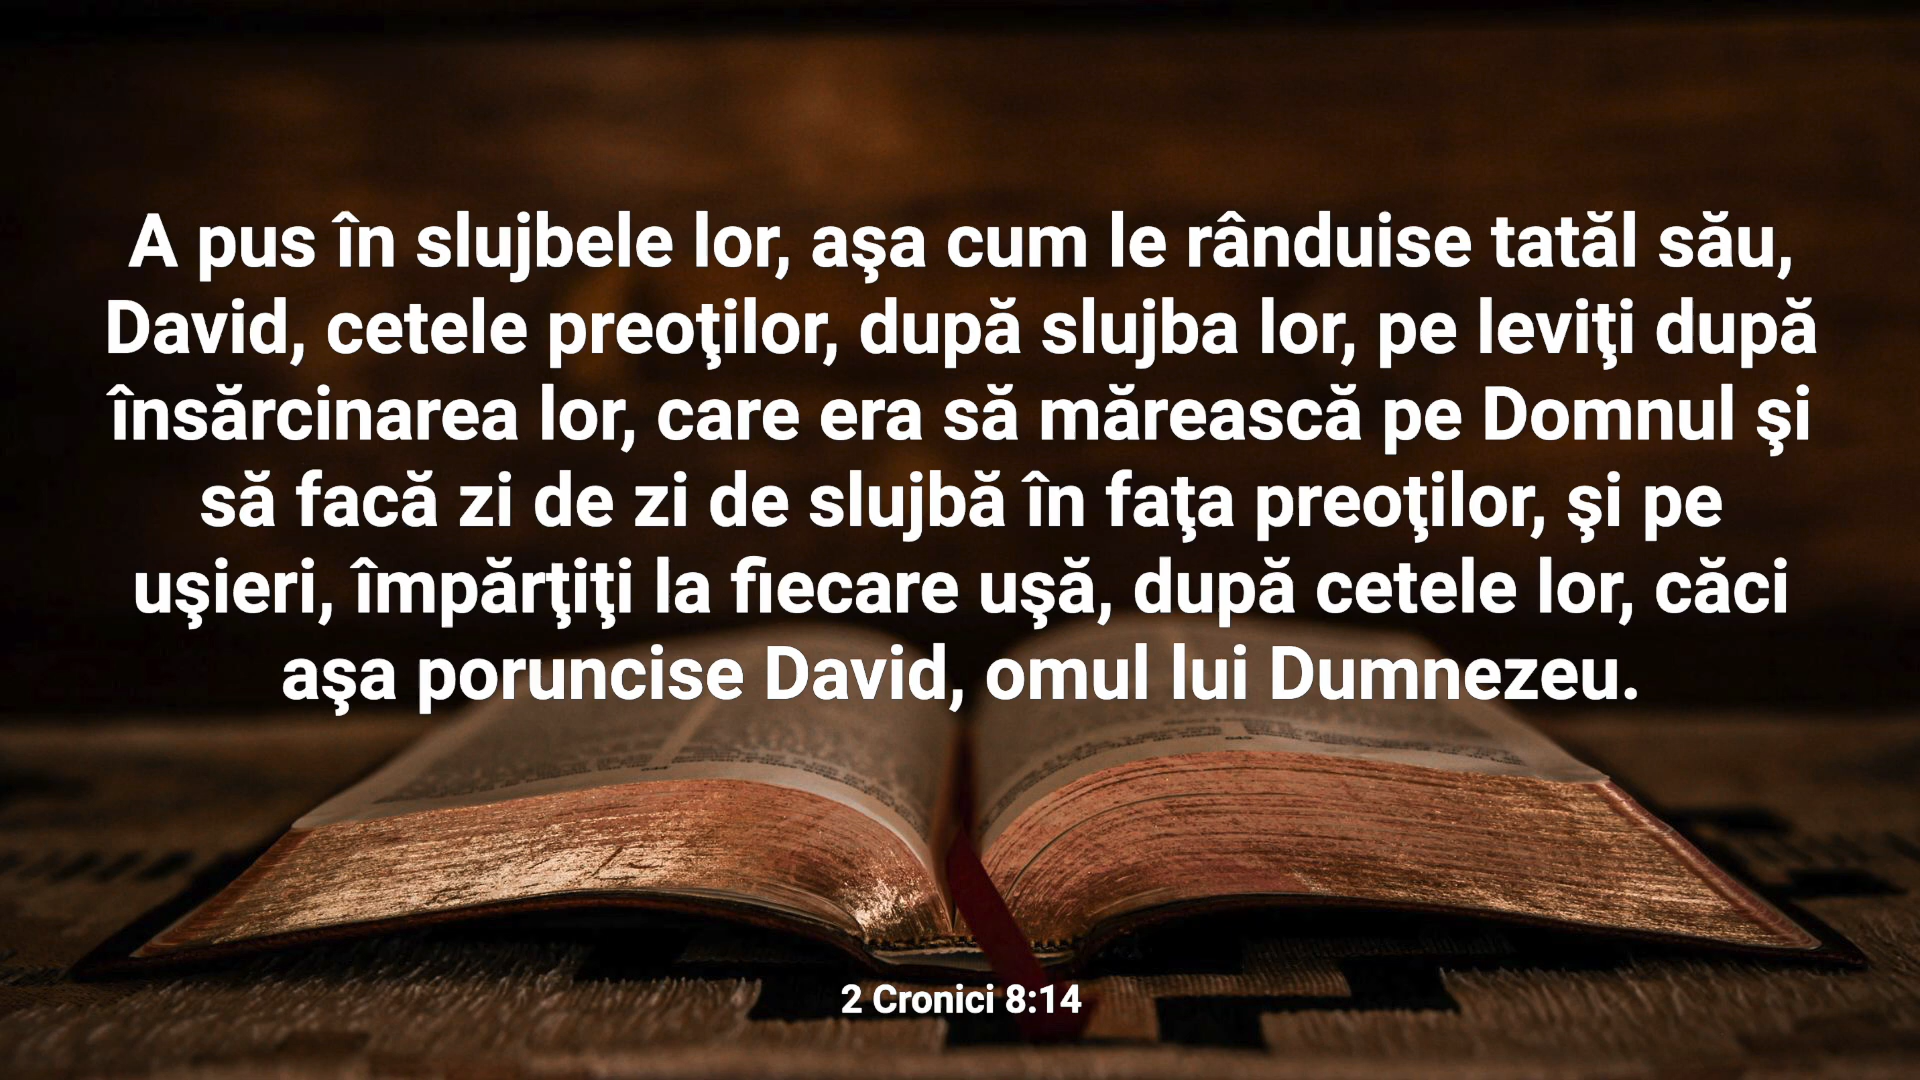 A pus în slujbele lor, aşa cum le rânduise tatăl său,
David, cetele preoţilor, după slujba lor, pe leviţi după
însărcinarea lor, care era să mărească pe Domnul şi
să facă zi de zi de slujbă în faţa preoţilor, şi pe
uşieri, împărţiţi la fiecare uşă, după cetele lor, căci
aşa poruncise David, omul lui Dumnezeu.
2 Cronici 8:14